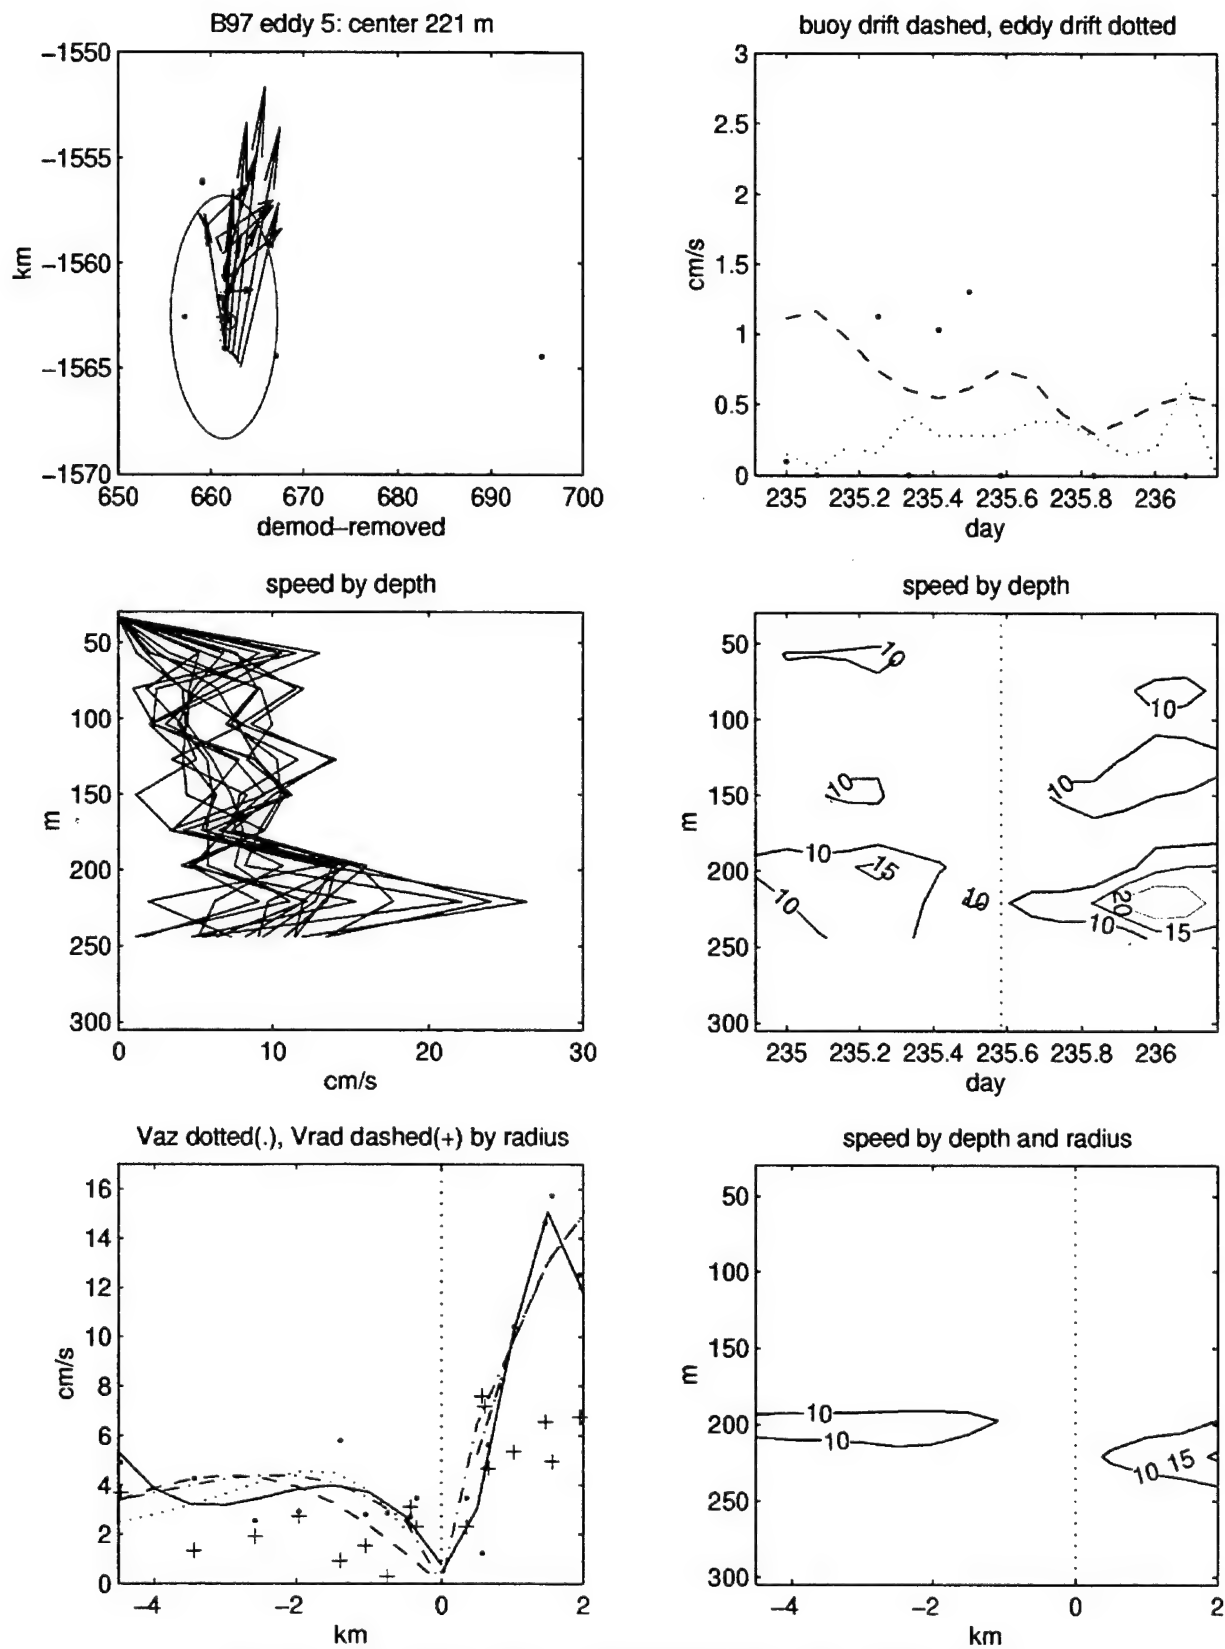 B97 eddy 5: center 221 m
−1550
−1555
−1560
−1565
−1570
km
650 660 670 680 690 700
demod−removed
buoy drift dashed, eddy drift dotted
3
2.5
2
1.5
1
0.5
0
cm/s
235 235.2 235.4 235.6 235.8 236
day
speed by depth
50
100
150
200
250
300
m
0 10 20 30
cm/s
speed by depth
50
100
150
200
250
300
m
10
10
10
10
10
15
10
10
20
10
15
235 235.2 235.4 235.6 235.8 236
day
Vaz dotted(.), Vrad dashed(+) by radius
16
14
12
10
8
6
4
2
0
cm/s
−4 −2 0 2
km
speed by depth and radius
50
100
150
200
250
300
m
10
10
10 15
−4 −2 0 2
km